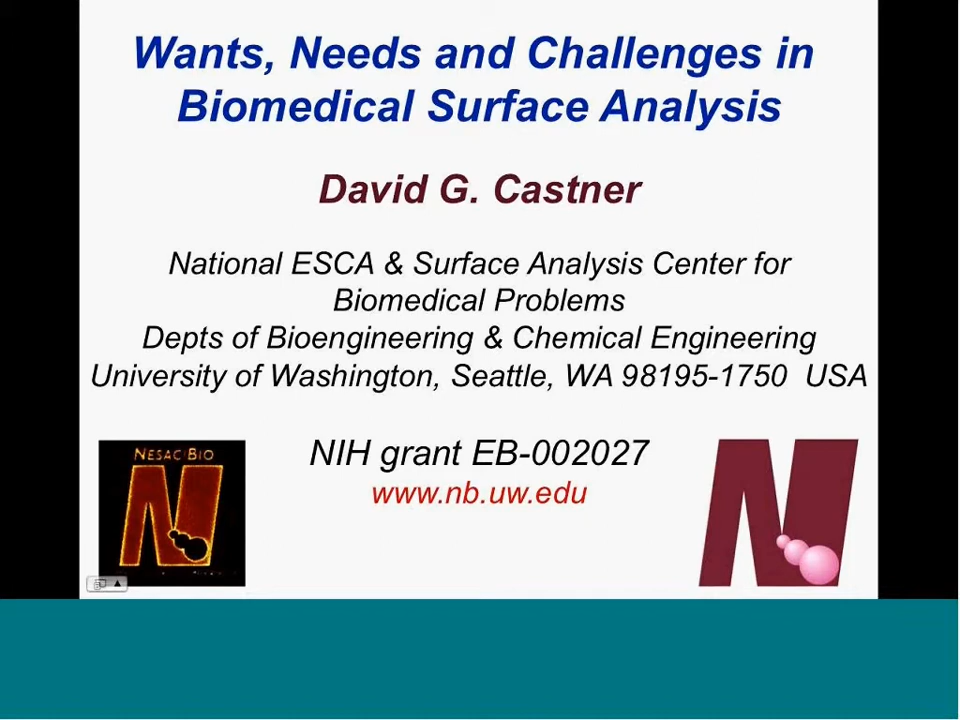 Wants, Needs and Challenges in
Biomedical Surface Analysis
David G. Castner
National ESCA & Surface Analysis Center for
Biomedical Problems
Depts of Bioengineering & Chemical Engineering
University of Washington, Seattle, WA 98195-1750 USA
NIH grant EB-002027
www.nb.uw.edu
NESAC·BIO